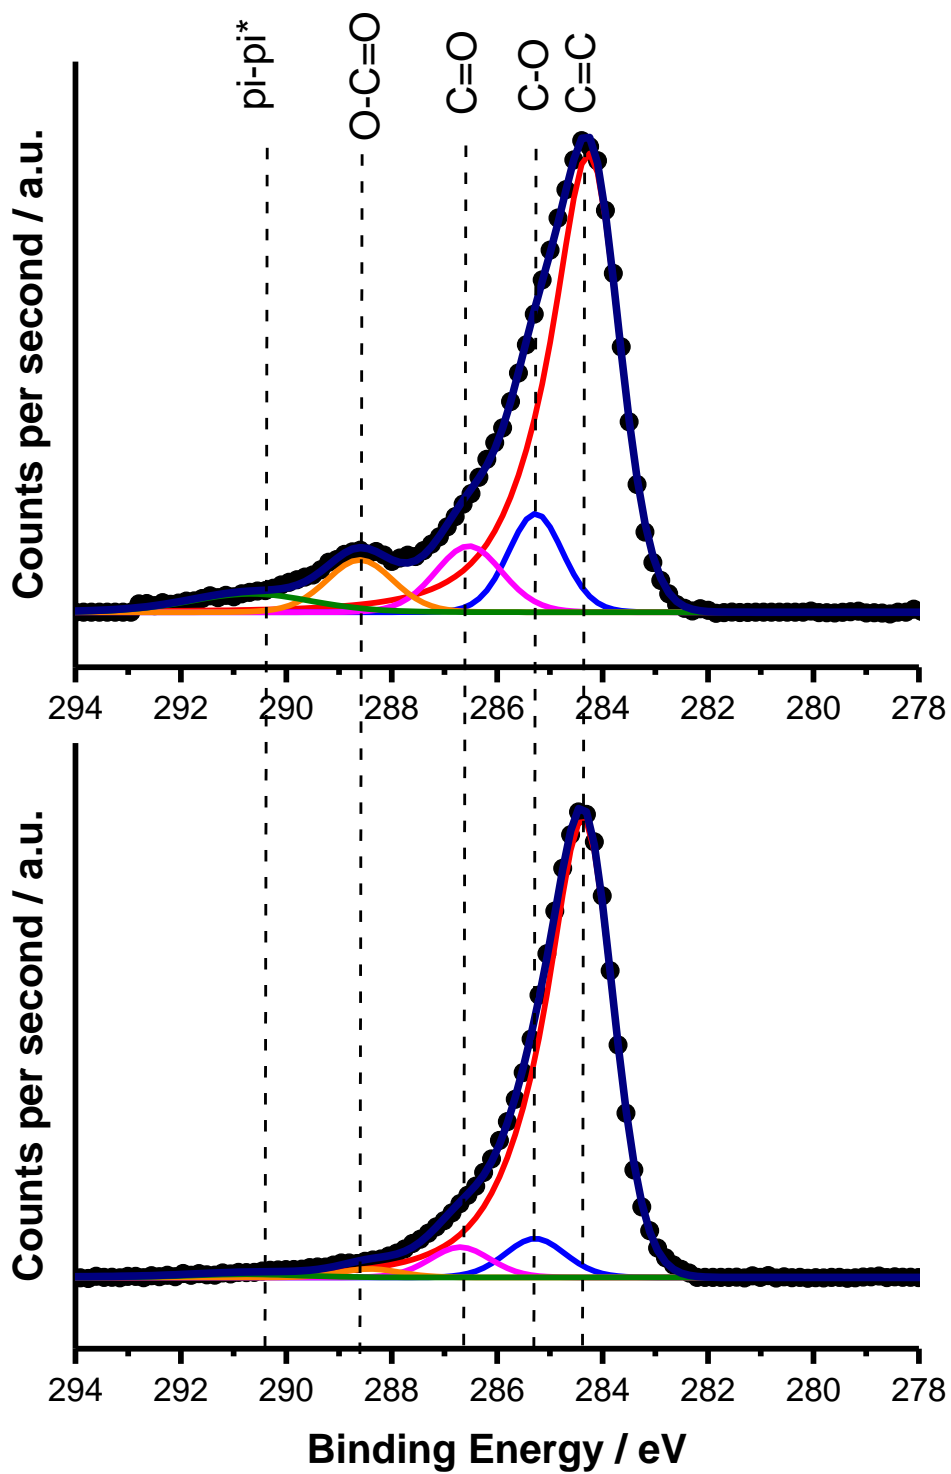 pi-pi*
O-C=O
C=O
C-O
C=C
Counts per second / a.u.
294 292 290 288 286 284 282 280 278
Counts per second / a.u.
294 292 290 288 286 284 282 280 278
Binding Energy / eV